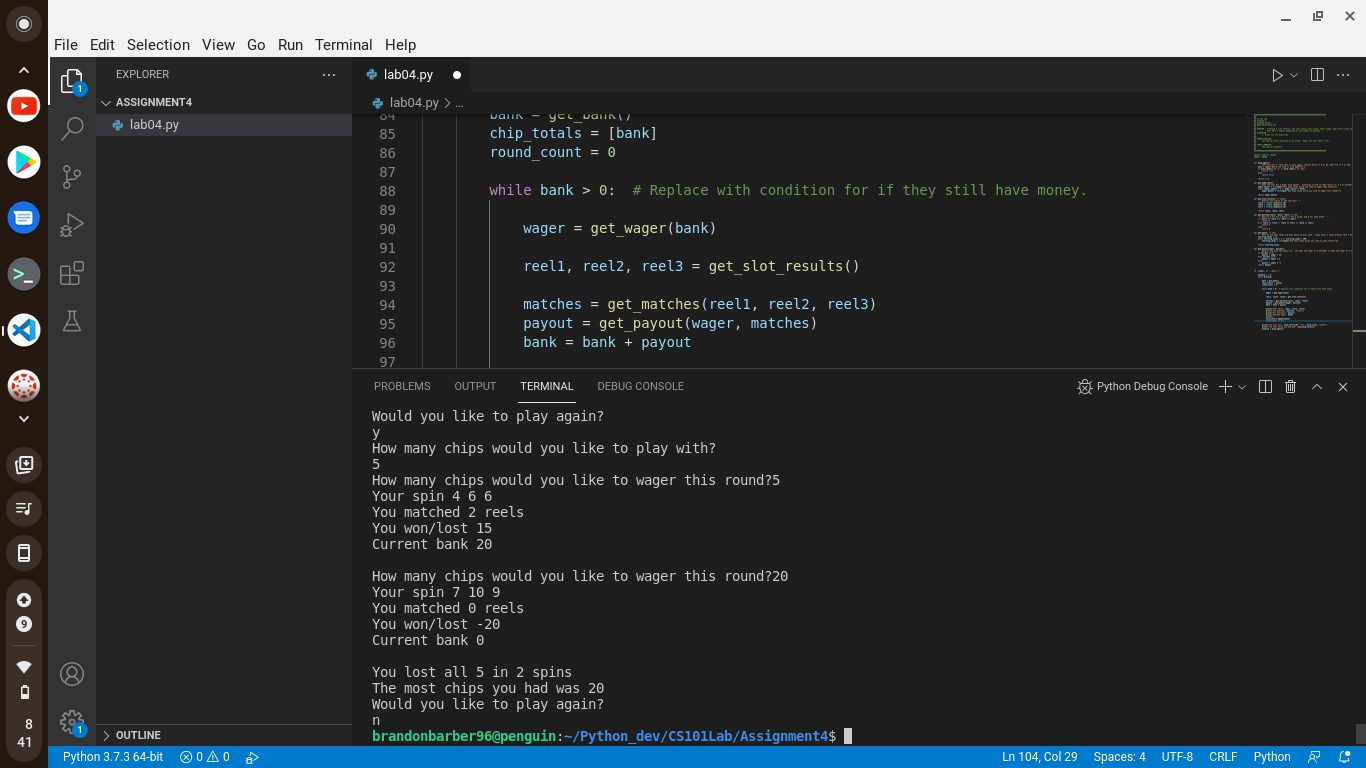 File Edit Selection View Go Run Terminal Help
EXPLORER
lab04.py
ASSIGNMENT4
lab04.py > ...
lab04.py
84 bank = get_bank()
85 chip_totals = [bank]
86 round_count = 0
87
88 while bank > 0:  # Replace with condition for if they still have money.
89
90 wager = get_wager(bank)
91
92 reel1, reel2, reel3 = get_slot_results()
93
94 matches = get_matches(reel1, reel2, reel3)
95 payout = get_payout(wager, matches)
96 bank = bank + payout
97
PROBLEMS OUTPUT TERMINAL DEBUG CONSOLE Python Debug Console
Would you like to play again?
y
How many chips would you like to play with?
5
How many chips would you like to wager this round?5
Your spin 4 6 6
You matched 2 reels
You won/lost 15
Current bank 20
How many chips would you like to wager this round?20
Your spin 7 10 9
You matched 0 reels
You won/lost -20
Current bank 0
You lost all 5 in 2 spins
The most chips you had was 20
Would you like to play again?
n
brandonbarber96@penguin:~/Python_dev/CS101Lab/Assignment4$
OUTLINE
1
1
9
8
41
Python 3.7.3 64-bit 0 0 Ln 104, Col 29 Spaces: 4 UTF-8 CRLF Python